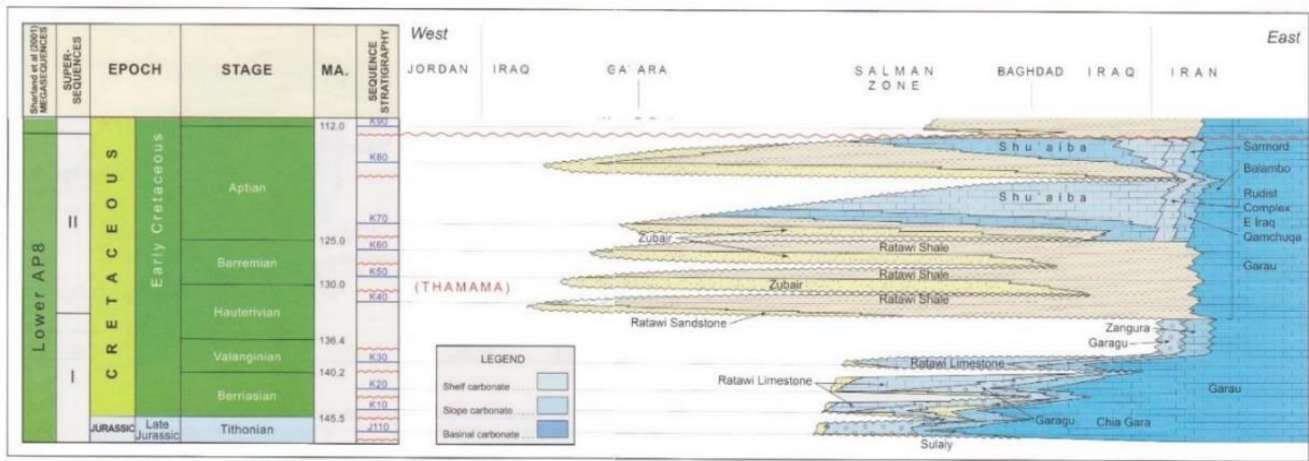 Sharland et al (2001)
MEGASEQUENCES
SUPER-
SEQUENCES
EPOCH
STAGE
MA.
SEQUENCE
STRATIGRAPHY
West
East
JORDAN
IRAQ
GA'ARA
SALMAN
ZONE
BAGHDAD
IRAQ
IRAN
Lower AP8
II
I
CRETACEOUS
Early Cretaceous
JURASSIC
Late
Jurassic
Aptian
Barremian
Hauterivian
Valanginian
Berriasian
Tithonian
112.0
125.0
130.0
136.4
140.2
145.5
K90
K80
K70
K60
K50
K40
K30
K20
K10
J110
(THAMAMA)
Shu'aiba
Shu'aiba
Zubair
Ratawi Shale
Ratawi Shale
Zubair
Ratawi Shale
Ratawi Sandstone
Ratawi Limestone
Ratawi Limestone
Garagu
Chia Gara
Sulaiy
Zangura
Garagu
Garau
Sarmord
Balambo
Rudist
Complex
E Iraq
Qamchuqa
Garau
LEGEND
Shelf carbonate
Slope carbonate
Basinal carbonate